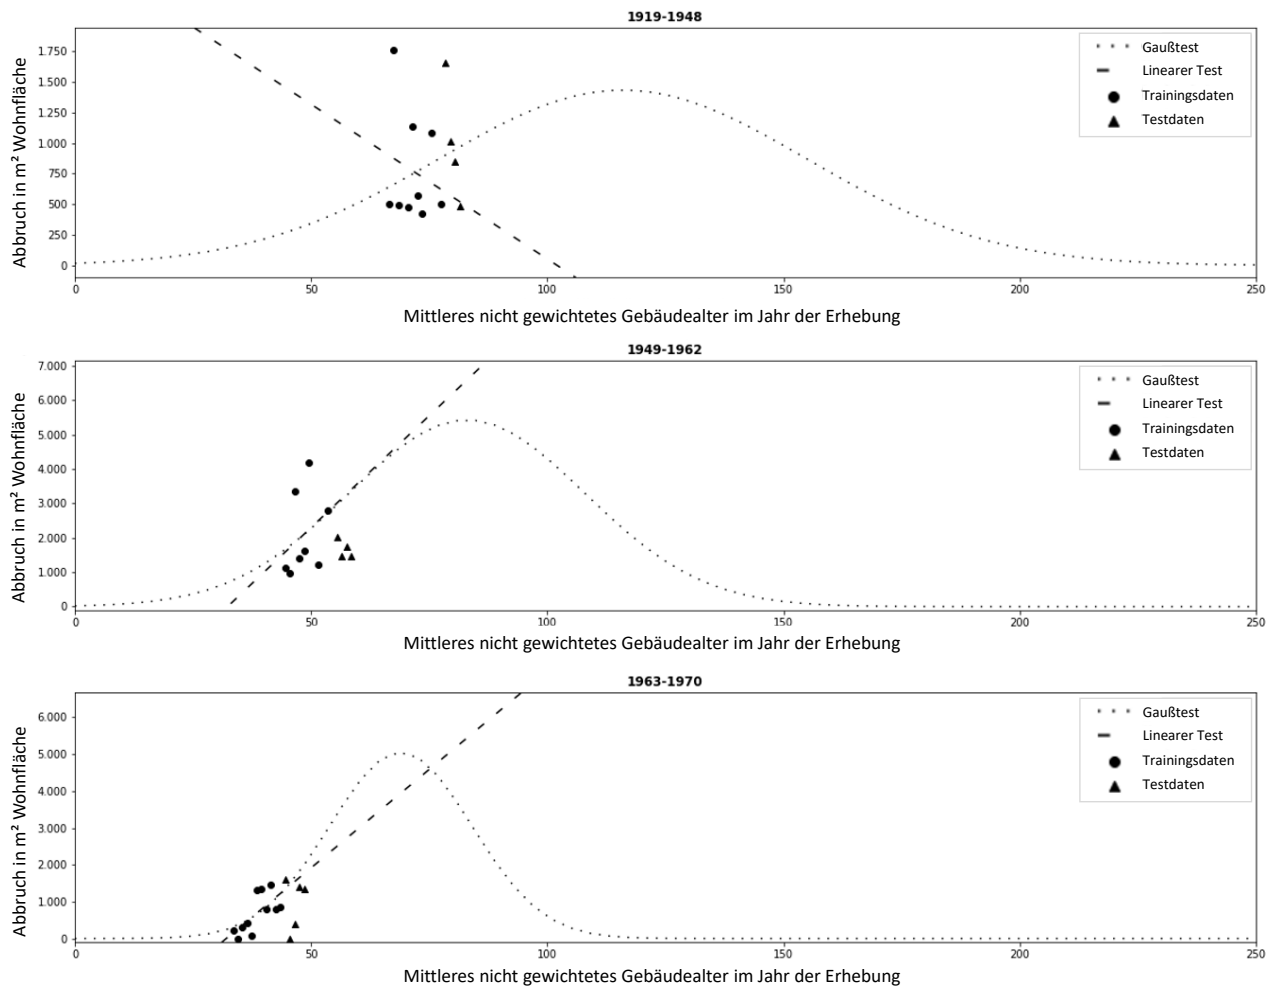 1919-1948
Abbruch in m² Wohnfläche
1.750
1.500
1.250
1.000
750
500
250
0
0 50 100 150 200 250
Gaußtest
Linearer Test
Trainingsdaten
Testdaten
Mittleres nicht gewichtetes Gebäudealter im Jahr der Erhebung
1949-1962
Abbruch in m² Wohnfläche
7.000
6.000
5.000
4.000
3.000
2.000
1.000
0
0 50 100 150 200 250
Gaußtest
Linearer Test
Trainingsdaten
Testdaten
Mittleres nicht gewichtetes Gebäudealter im Jahr der Erhebung
1963-1970
Abbruch in m² Wohnfläche
6.000
5.000
4.000
3.000
2.000
1.000
0
0 50 100 150 200 250
Gaußtest
Linearer Test
Trainingsdaten
Testdaten
Mittleres nicht gewichtetes Gebäudealter im Jahr der Erhebung